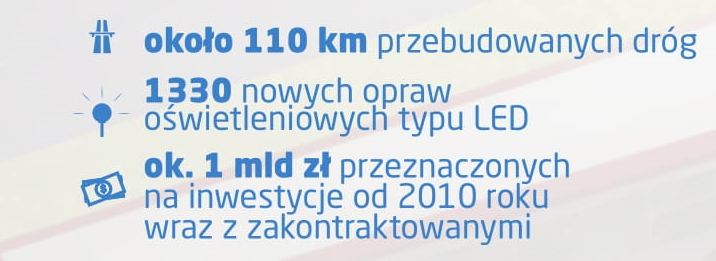 około 110 km przebudowanych dróg
1330 nowych opraw
oświetleniowych typu LED
ok. 1 mld zł przeznaczonych
na inwestycje od 2010 roku
wraz z zakontraktowanymi